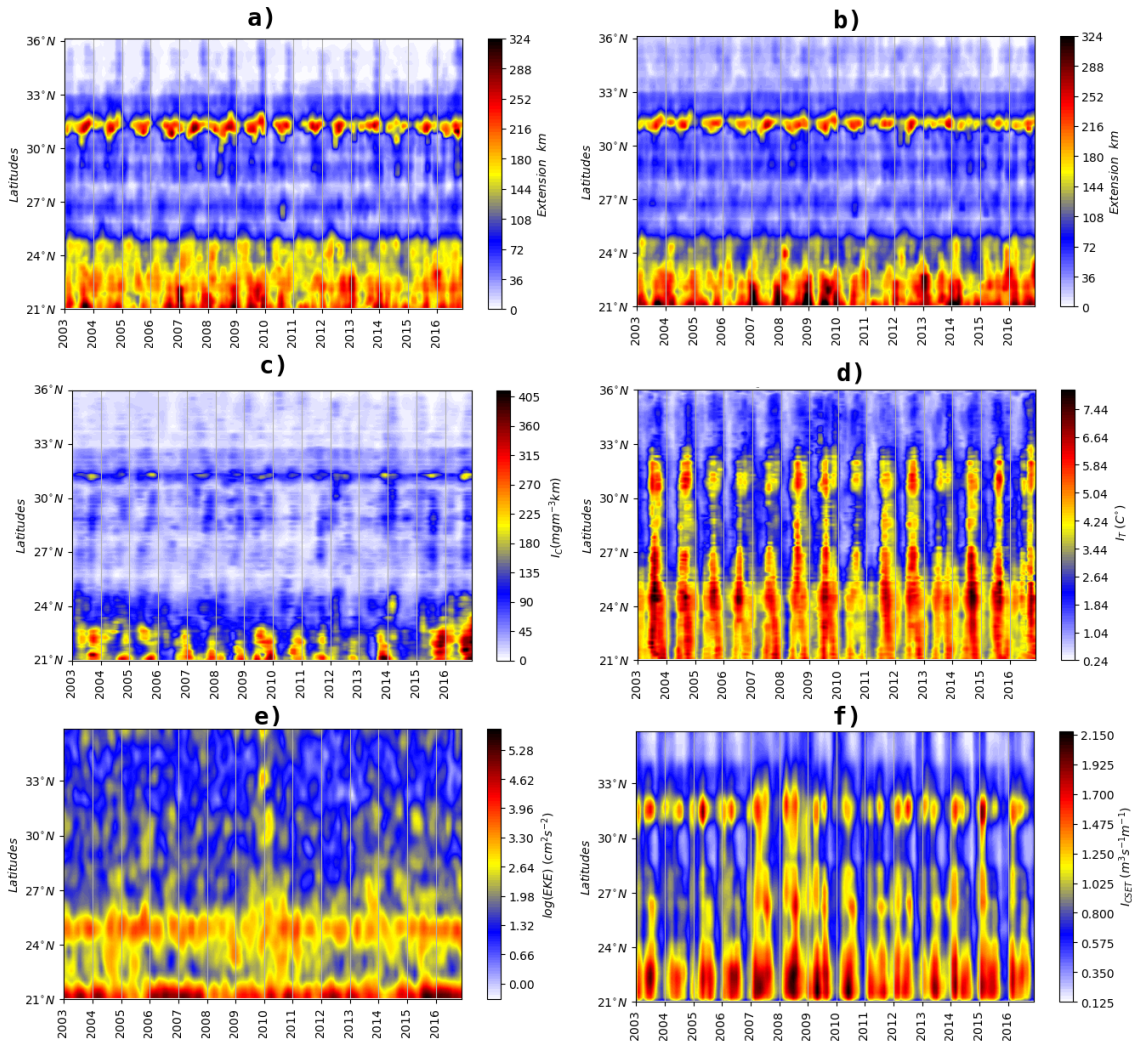 a)
36°N
33°N
30°N
27°N
24°N
21°N
Latitudes
2003 2004 2005 2006 2007 2008 2009 2010 2011 2012 2013 2014 2015 2016
324
288
252
216
180
144
108
72
36
0
Extension km
b)
36°N
33°N
30°N
27°N
24°N
21°N
Latitudes
2003 2004 2005 2006 2007 2008 2009 2010 2011 2012 2013 2014 2015 2016
324
288
252
216
180
144
108
72
36
0
Extension km
c)
36°N
33°N
30°N
27°N
24°N
21°N
Latitudes
2003 2004 2005 2006 2007 2008 2009 2010 2011 2012 2013 2014 2015 2016
405
360
315
270
225
180
135
90
45
0
I_C(mgm⁻³km)
d)
36°N
33°N
30°N
27°N
24°N
21°N
Latitudes
2003 2004 2005 2006 2007 2008 2009 2010 2011 2012 2013 2014 2015 2016
7.44
6.64
5.84
5.04
4.24
3.44
2.64
1.84
1.04
0.24
I_T (C°)
e)
33°N
30°N
27°N
24°N
21°N
Latitudes
2003 2004 2005 2006 2007 2008 2009 2010 2011 2012 2013 2014 2015 2016
5.28
4.62
3.96
3.30
2.64
1.98
1.32
0.66
0.00
log(EKE) (cm²s⁻²)
f)
33°N
30°N
27°N
24°N
21°N
Latitudes
2003 2004 2005 2006 2007 2008 2009 2010 2011 2012 2013 2014 2015 2016
2.150
1.925
1.700
1.475
1.250
1.025
0.800
0.575
0.350
0.125
I_CSET (m³s⁻¹m⁻¹)